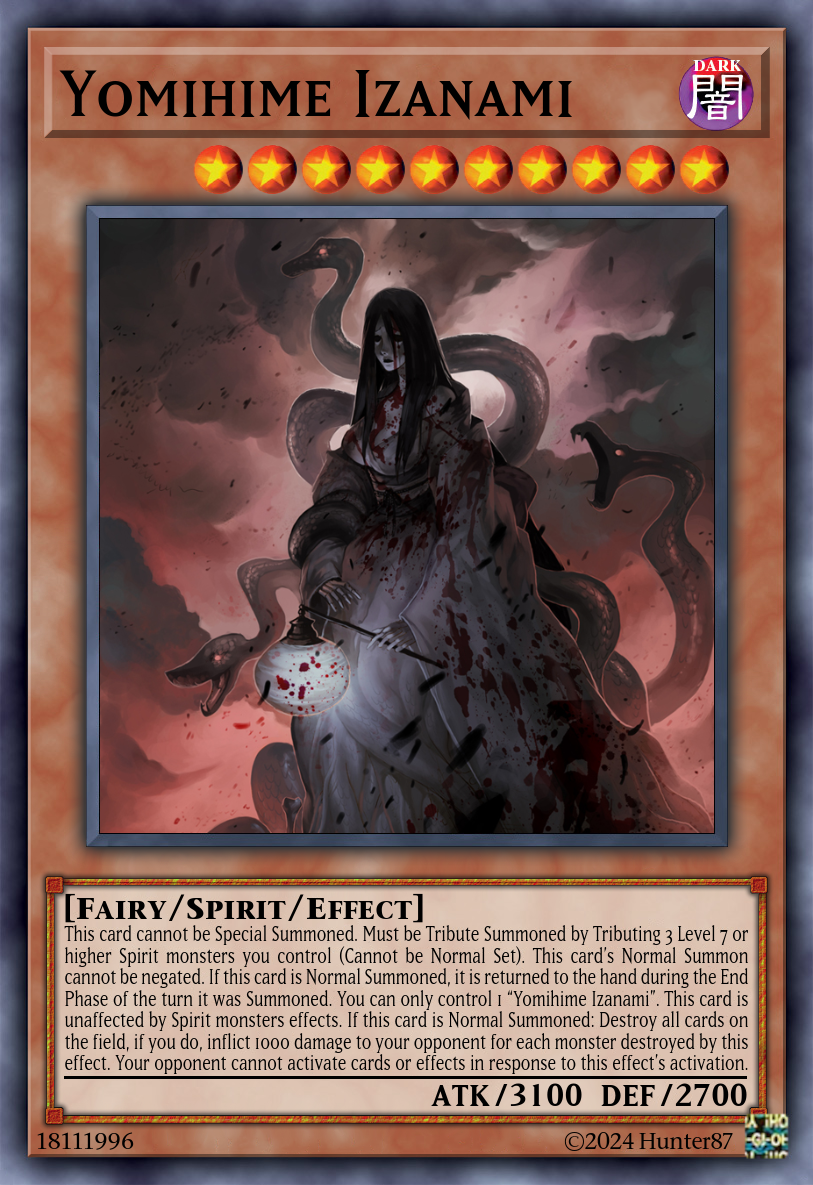 Yomihime Izanami
DARK
闇
[Fairy/Spirit/Effect]
This card cannot be Special Summoned. Must be Tribute Summoned by Tributing 3 Level 7 or
higher Spirit monsters you control (Cannot be Normal Set). This card’s Normal Summon
cannot be negated. If this card is Normal Summoned, it is returned to the hand during the End
Phase of the turn it was Summoned. You can only control 1 “Yomihime Izanami”. This card is
unaffected by Spirit monsters effects. If this card is Normal Summoned: Destroy all cards on
the field, if you do, inflict 1000 damage to your opponent for each monster destroyed by this
effect. Your opponent cannot activate cards or effects in response to this effect’s activation.
ATK/3100 DEF/2700
18111996 ©2024 Hunter87